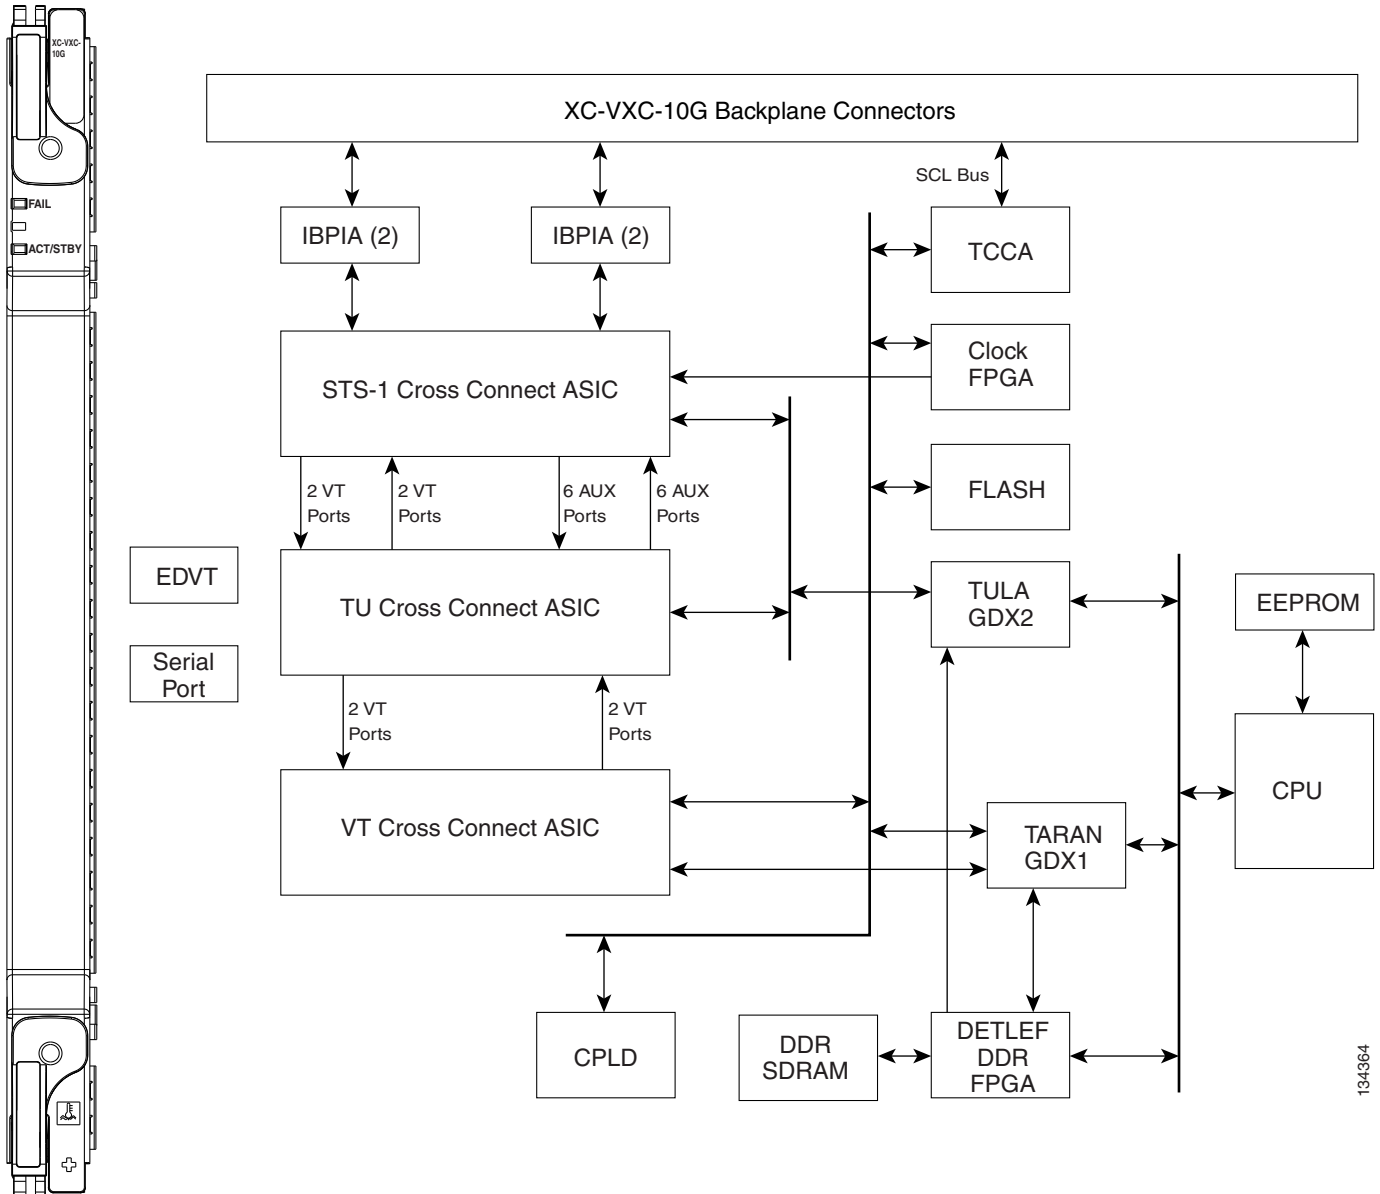 XC-VXC-
10G
FAIL
ACT/STBY
XC-VXC-10G Backplane Connectors
SCL Bus
IBPIA (2)
IBPIA (2)
TCCA
STS-1 Cross Connect ASIC
Clock
FPGA
2 VT
Ports
2 VT
Ports
6 AUX
Ports
6 AUX
Ports
FLASH
EDVT
TU Cross Connect ASIC
TULA
GDX2
EEPROM
Serial
Port
2 VT
Ports
2 VT
Ports
VT Cross Connect ASIC
TARAN
GDX1
CPU
CPLD
DDR
SDRAM
DETLEF
DDR
FPGA
134364